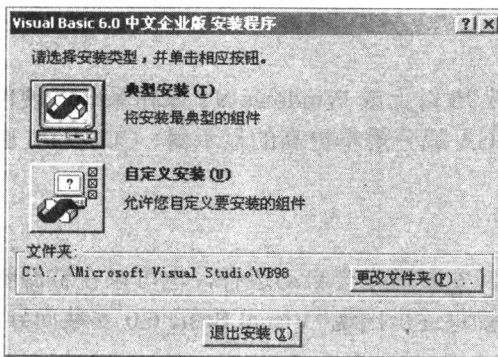 Visual Basic 6.0 中文企业版 安装程序
请选择安装类型，并单击相应按钮。
典型安装(T)
将安装最典型的组件
自定义安装(U)
允许您自定义要安装的组件
文件夹:
C:\...\Microsoft Visual Studio\VB98
更改文件夹(F)...
退出安装(X)